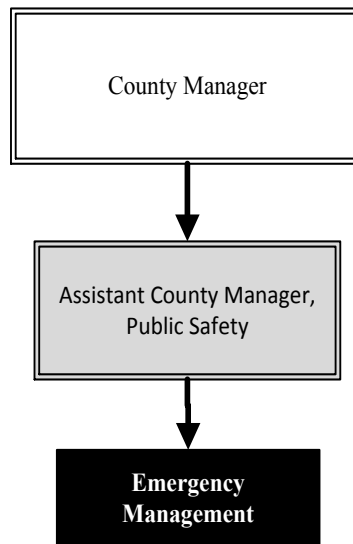 County Manager
Assistant County Manager,
Public Safety
Emergency
Management